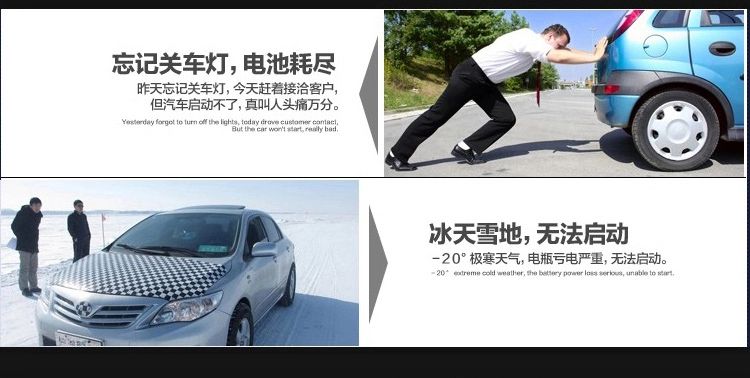 忘记关车灯，电池耗尽
昨天忘记关车灯，今天赶着接洽客户，
但汽车启动不了，真叫人头痛万分。
Yesterday forgot to turn off the lights, today drove customer contact,
But the car won't start, really bad.
冰天雪地，无法启动
-20° 极寒天气，电瓶亏电严重，无法启动。
-20° extreme cold weather, the battery power loss serious, unable to start.